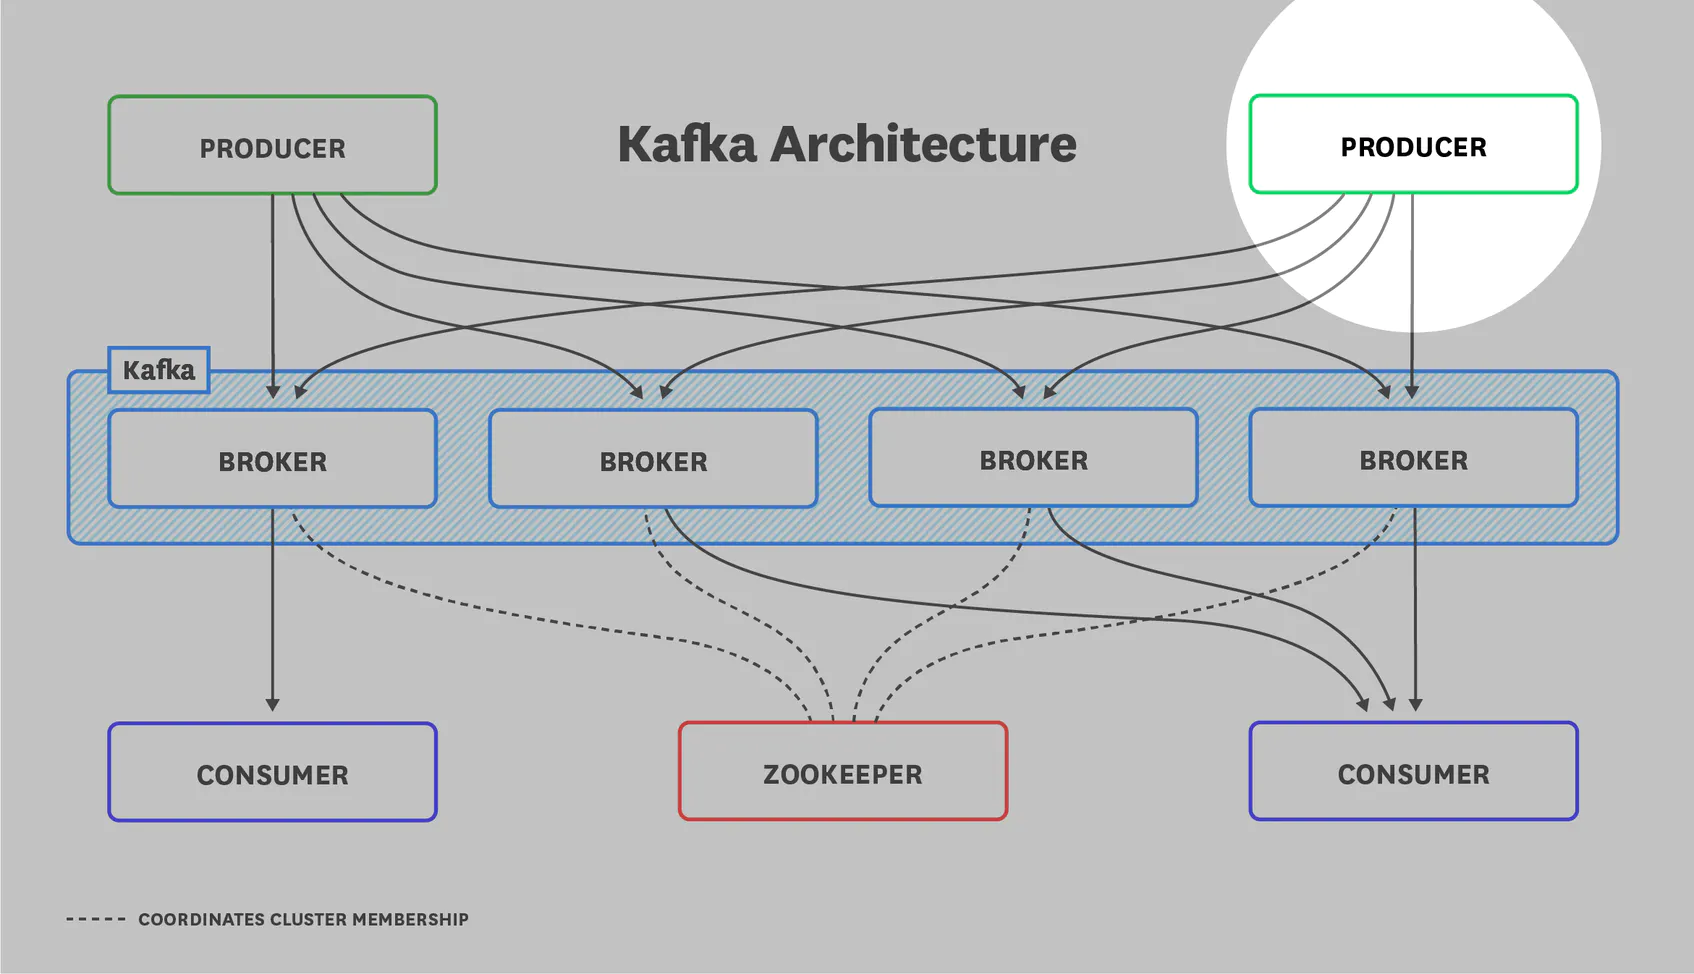 PRODUCER
Kafka Architecture
PRODUCER
Kafka
BROKER
BROKER
BROKER
BROKER
CONSUMER
ZOOKEEPER
CONSUMER
COORDINATES CLUSTER MEMBERSHIP